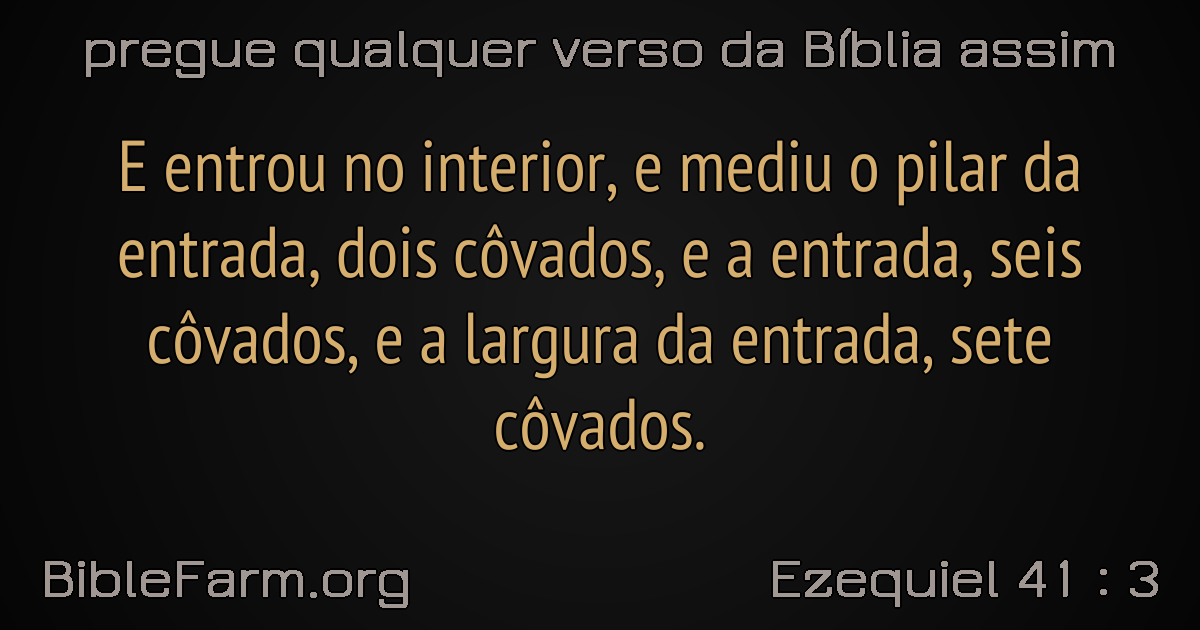 pregue qualquer verso da Bíblia assim
E entrou no interior, e mediu o pilar da
entrada, dois côvados, e a entrada, seis
côvados, e a largura da entrada, sete
côvados.
BibleFarm.org
Ezequiel 41 : 3